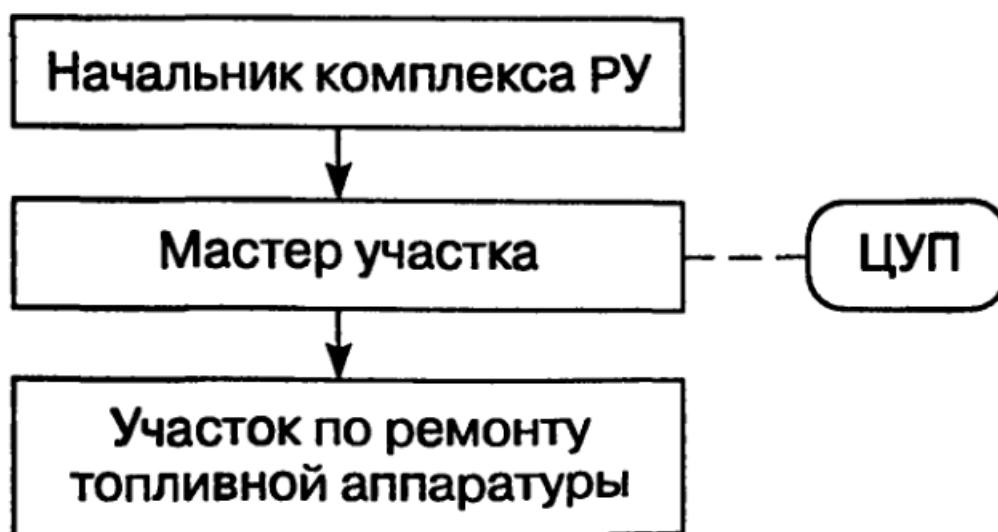 Начальник комплекса РУ
Мастер участка
ЦУП
Участок по ремонту
топливной аппаратуры